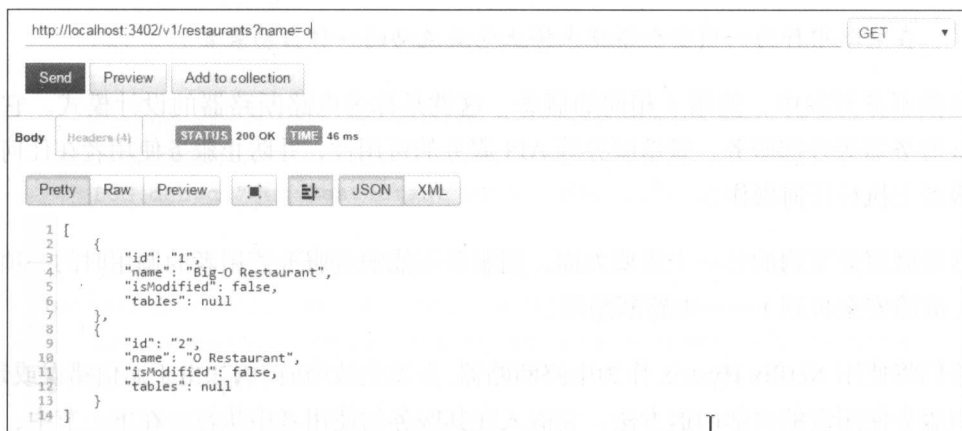 http://localhost:3402/v1/restaurants?name=o
GET
Send Preview Add to collection
Body Headers (4) STATUS 200 OK TIME 46 ms
Pretty Raw Preview JSON XML
1 [
2 {
3 "id": "1",
4 "name": "Big-O Restaurant",
5 "isModified": false,
6 "tables": null
7 },
8 {
9 "id": "2",
10 "name": "O Restaurant",
11 "isModified": false,
12 "tables": null
13 }
14 ]